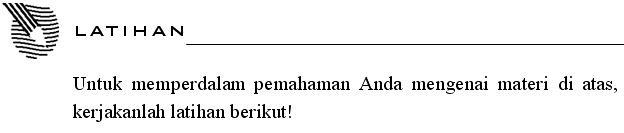 LATIHAN
Untuk memperdalam pemahaman Anda mengenai materi di atas,
kerjakanlah latihan berikut!